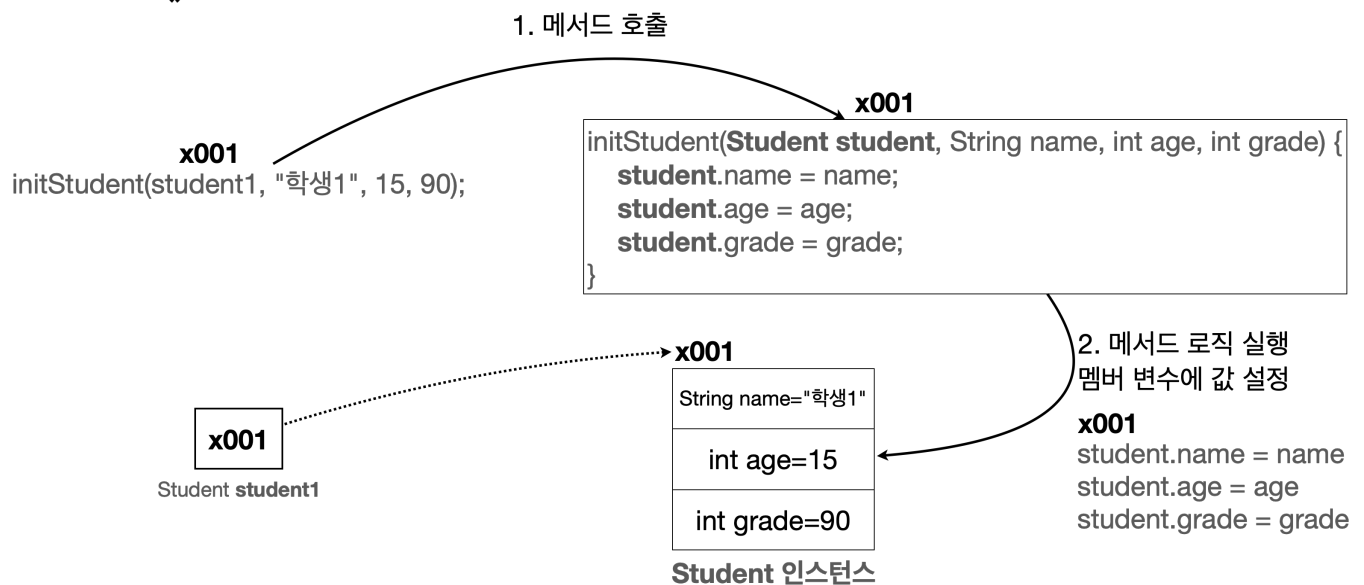 1. 메서드 호출
x001
initStudent(student1, "학생1", 15, 90);
x001
initStudent(Student student, String name, int age, int grade) {
student.name = name;
student.age = age;
student.grade = grade;
}
2. 메서드 로직 실행
멤버 변수에 값 설정
x001
student.name = name
student.age = age
student.grade = grade
x001
String name="학생1"
int age=15
int grade=90
Student 인스턴스
x001
Student student1